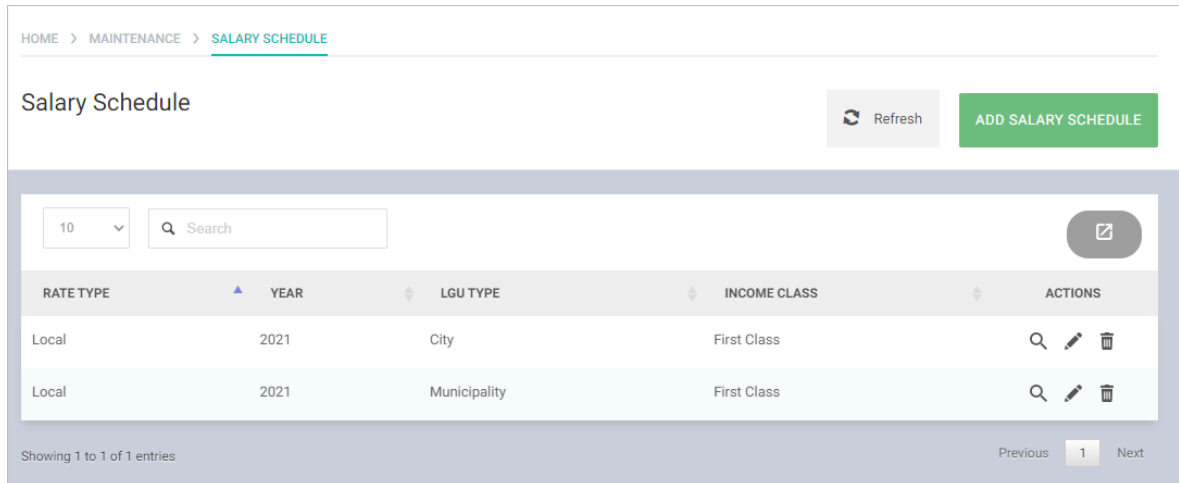 HOME > MAINTENANCE > SALARY SCHEDULE
Salary Schedule
Refresh
ADD SALARY SCHEDULE
10
Search
RATE TYPE YEAR LGU TYPE INCOME CLASS ACTIONS
Local 2021 City First Class
Local 2021 Municipality First Class
Showing 1 to 1 of 1 entries
Previous 1 Next